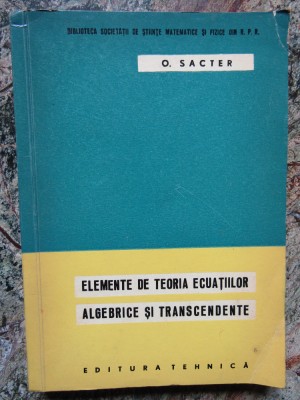 BIBLIOTECA SOCIETĂȚII DE ȘTIINȚE MATEMATICE ȘI FIZICE DIN R. P. R.
O. SACTER
ELEMENTE DE TEORIA ECUAȚIILOR
ALGEBRICE ȘI TRANSCENDENTE
EDITURA TEHNICĂ